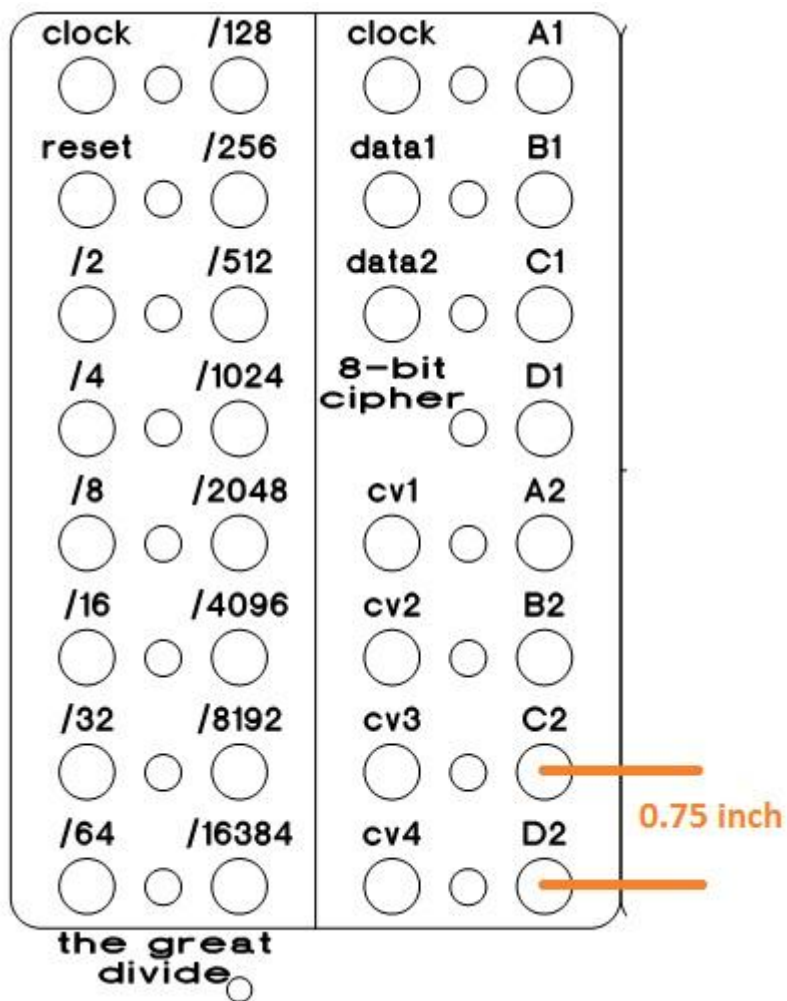 clock /128 clock A1
reset /256 data1 B1
/2 /512 data2 C1
/4 /1024 8-bit D1
cipher
/8 /2048 cv1 A2
/16 /4096 cv2 B2
/32 /8192 cv3 C2
0.75 inch
/64 /16384 cv4 D2
the great
divide